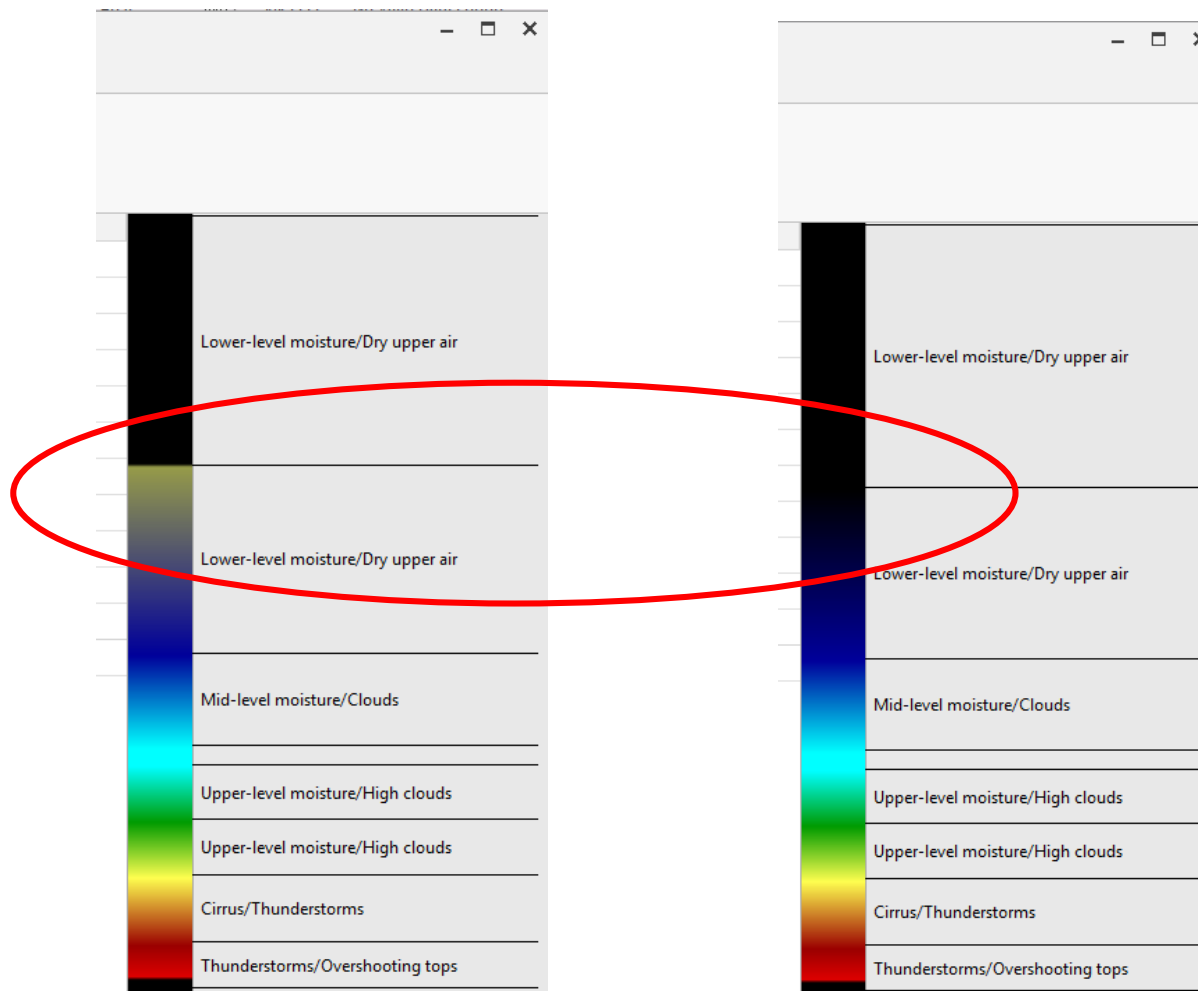 Lower-level moisture/Dry upper air
Lower-level moisture/Dry upper air
Mid-level moisture/Clouds
Upper-level moisture/High clouds
Upper-level moisture/High clouds
Cirrus/Thunderstorms
Thunderstorms/Overshooting tops
Lower-level moisture/Dry upper air
Lower-level moisture/Dry upper air
Mid-level moisture/Clouds
Upper-level moisture/High clouds
Upper-level moisture/High clouds
Cirrus/Thunderstorms
Thunderstorms/Overshooting tops